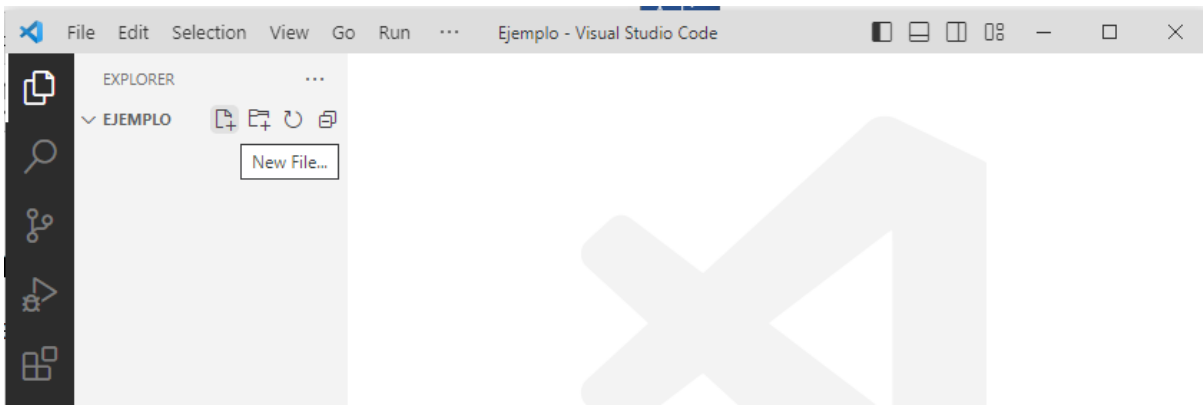 File Edit Selection View Go Run ··· Ejemplo - Visual Studio Code
EXPLORER ···
EJEMPLO
New File...